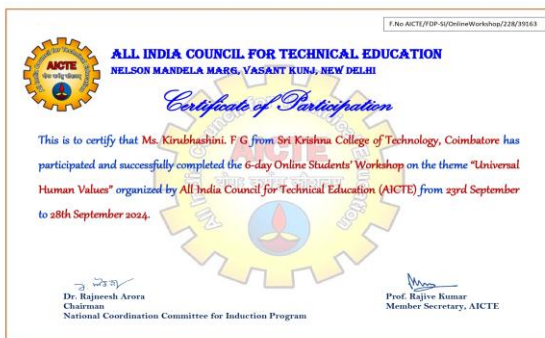 F.No AICTE/FDP-SI/OnlineWorkshop/228/39163
AICTE
ALL INDIA COUNCIL FOR TECHNICAL EDUCATION
NELSON MANDELA MARG, VASANT KUNJ, NEW DELHI
Certificate of Participation
This is to certify that Ms. Kirubhashini. F G from Sri Krishna College of Technology, Coimbatore has
participated and successfully completed the 6-day Online Students' Workshop on the theme “Universal
Human Values” organized by All India Council for Technical Education (AICTE) from 23rd September
to 28th September 2024.
Dr. Rajneesh Arora
Chairman
National Coordination Committee for Induction Program
Prof. Rajive Kumar
Member Secretary, AICTE